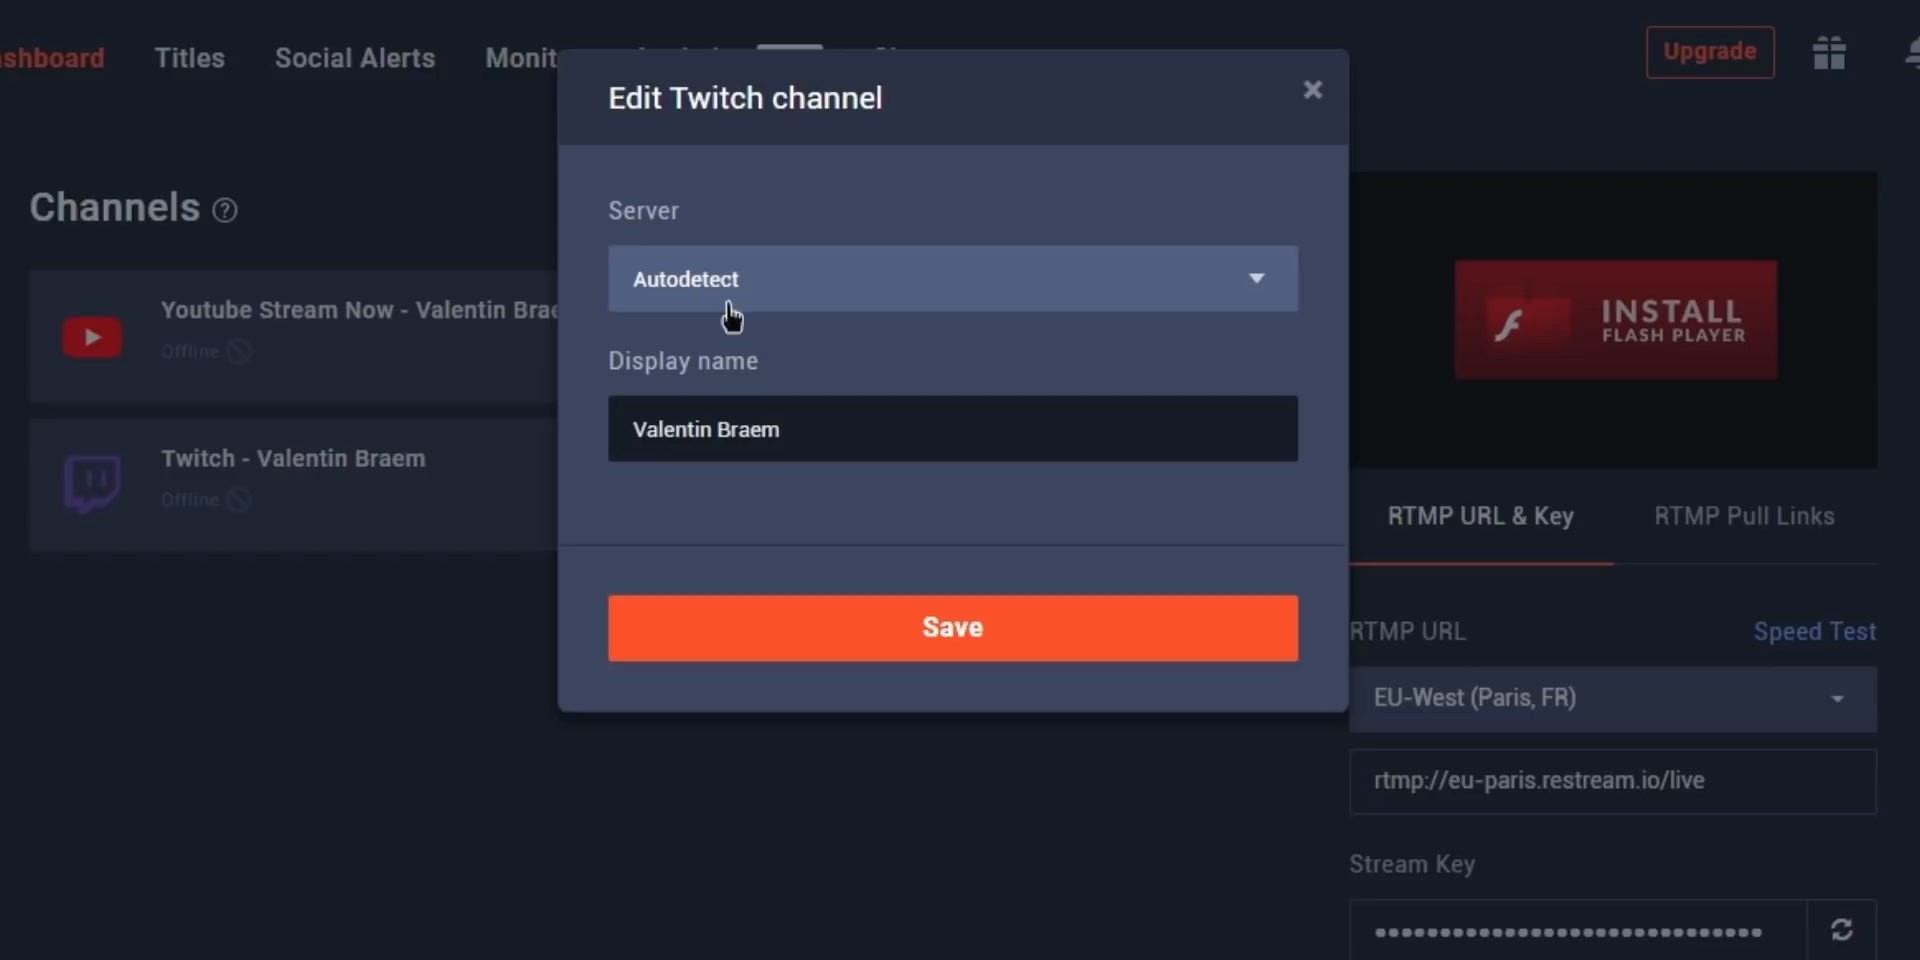 shboard Titles Social Alerts Monit
Upgrade
Edit Twitch channel
Channels
Server
Autodetect
Youtube Stream Now - Valentin Brae
Offline
INSTALL
FLASH PLAYER
Display name
Valentin Braem
Twitch - Valentin Braem
Offline
RTMP URL & Key RTMP Pull Links
Save
RTMP URL Speed Test
EU-West (Paris, FR)
rtmp://eu-paris.restream.io/live
Stream Key